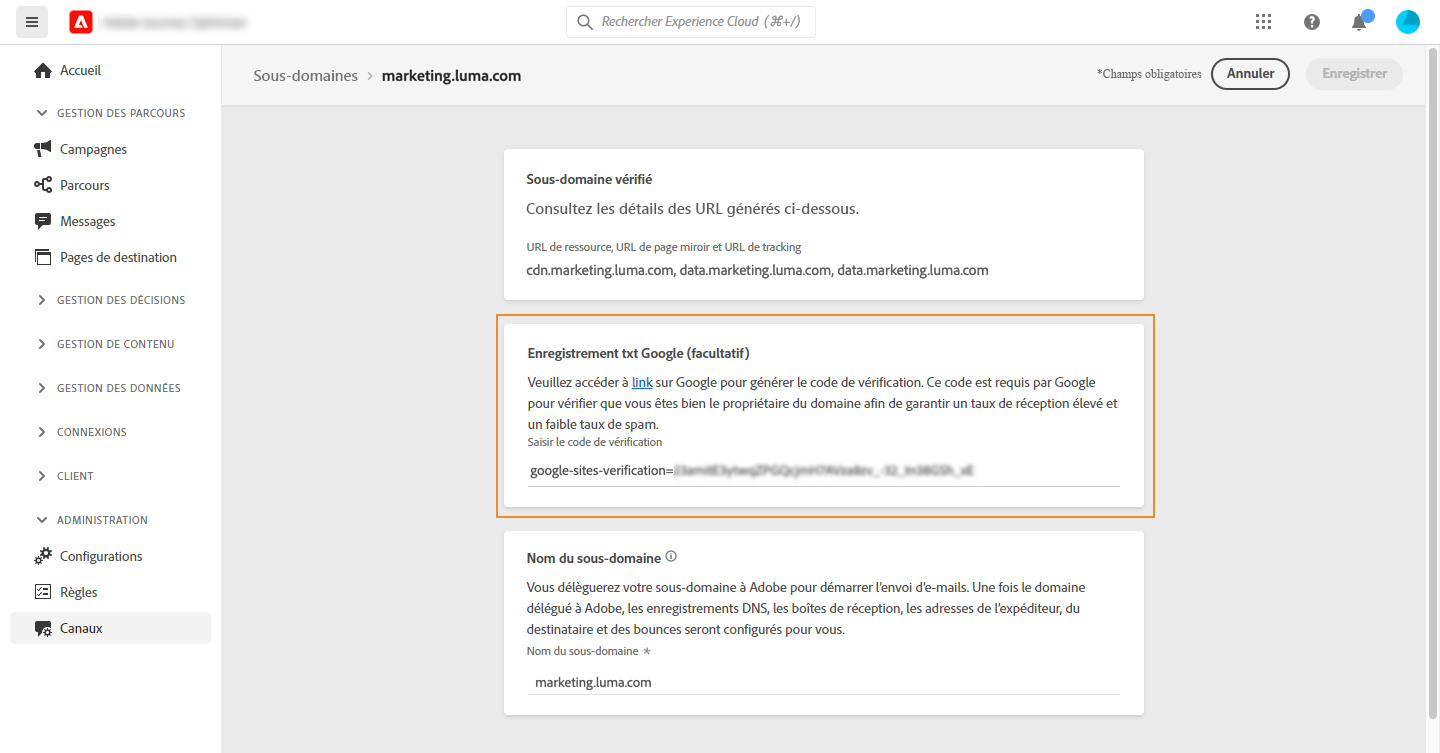 Rechercher Experience Cloud (⌘+/)
Accueil
GESTION DES PARCOURS
Campagnes
Parcours
Messages
Pages de destination
GESTION DES DÉCISIONS
GESTION DE CONTENU
GESTION DES DONNÉES
CONNEXIONS
CLIENT
ADMINISTRATION
Configurations
Règles
Canaux
Sous-domaines > marketing.luma.com
*Champs obligatoires Annuler Enregistrer
Sous-domaine vérifié
Consultez les détails des URL générés ci-dessous.
URL de ressource, URL de page miroir et URL de tracking
cdn.marketing.luma.com, data.marketing.luma.com, data.marketing.luma.com
Enregistrement txt Google (facultatif)
Veuillez accéder à link sur Google pour générer le code de vérification. Ce code est requis par Google
pour vérifier que vous êtes bien le propriétaire du domaine afin de garantir un taux de réception élevé et
un faible taux de spam.
Saisir le code de vérification
google-sites-verification=
Nom du sous-domaine
Vous délèguerez votre sous-domaine à Adobe pour démarrer l’envoi d’e-mails. Une fois le domaine
délégué à Adobe, les enregistrements DNS, les boîtes de réception, les adresses de l’expéditeur, du
destinataire et des bounces seront configurés pour vous.
Nom du sous-domaine *
marketing.luma.com